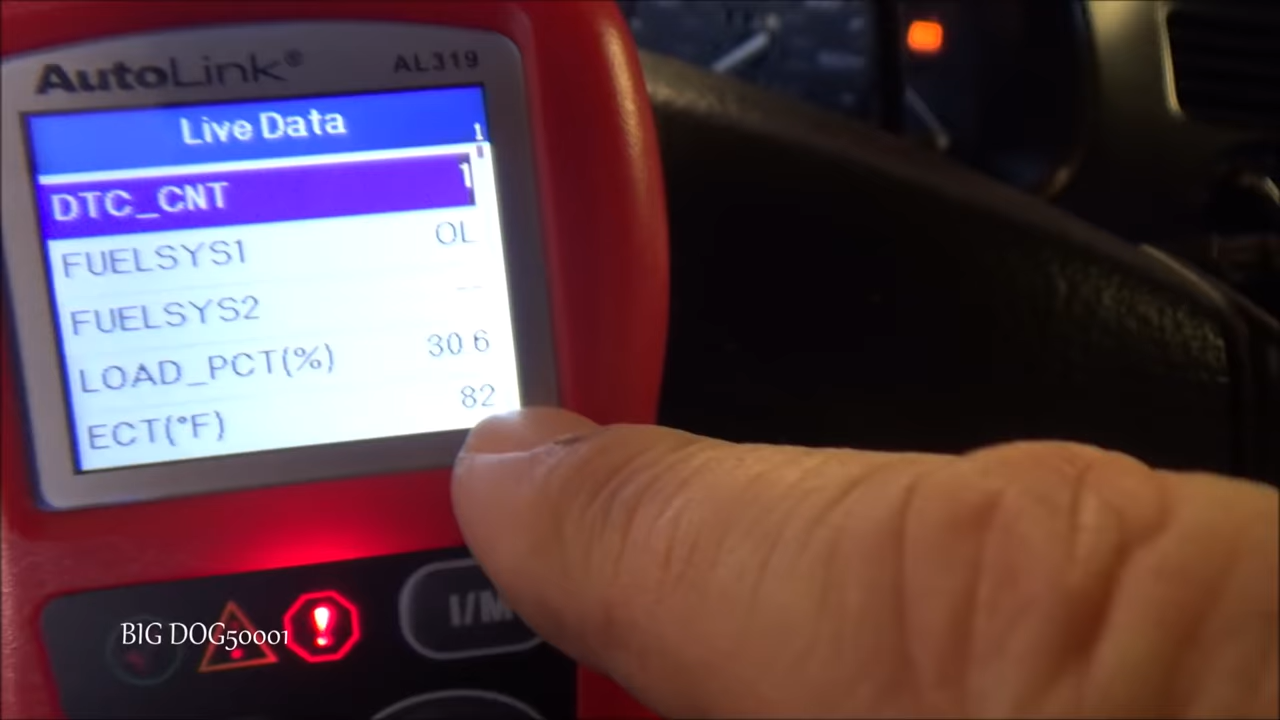 AutoLink® AL319
Live Data
1
DTC_CNT 1
FUELSYS1 OL
FUELSYS2 --
LOAD_PCT(%) 30.6
ECT(°F) 82
I/M
BIG DOG50001